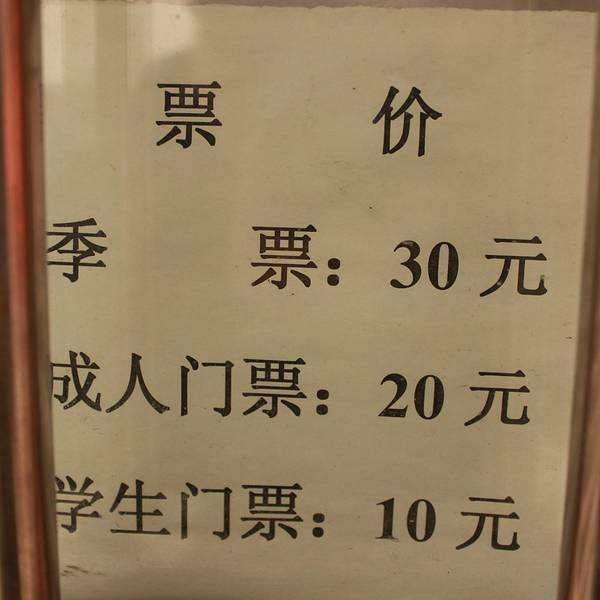 票 价
季 票：30 元
成人门票：20 元
学生门票：10 元